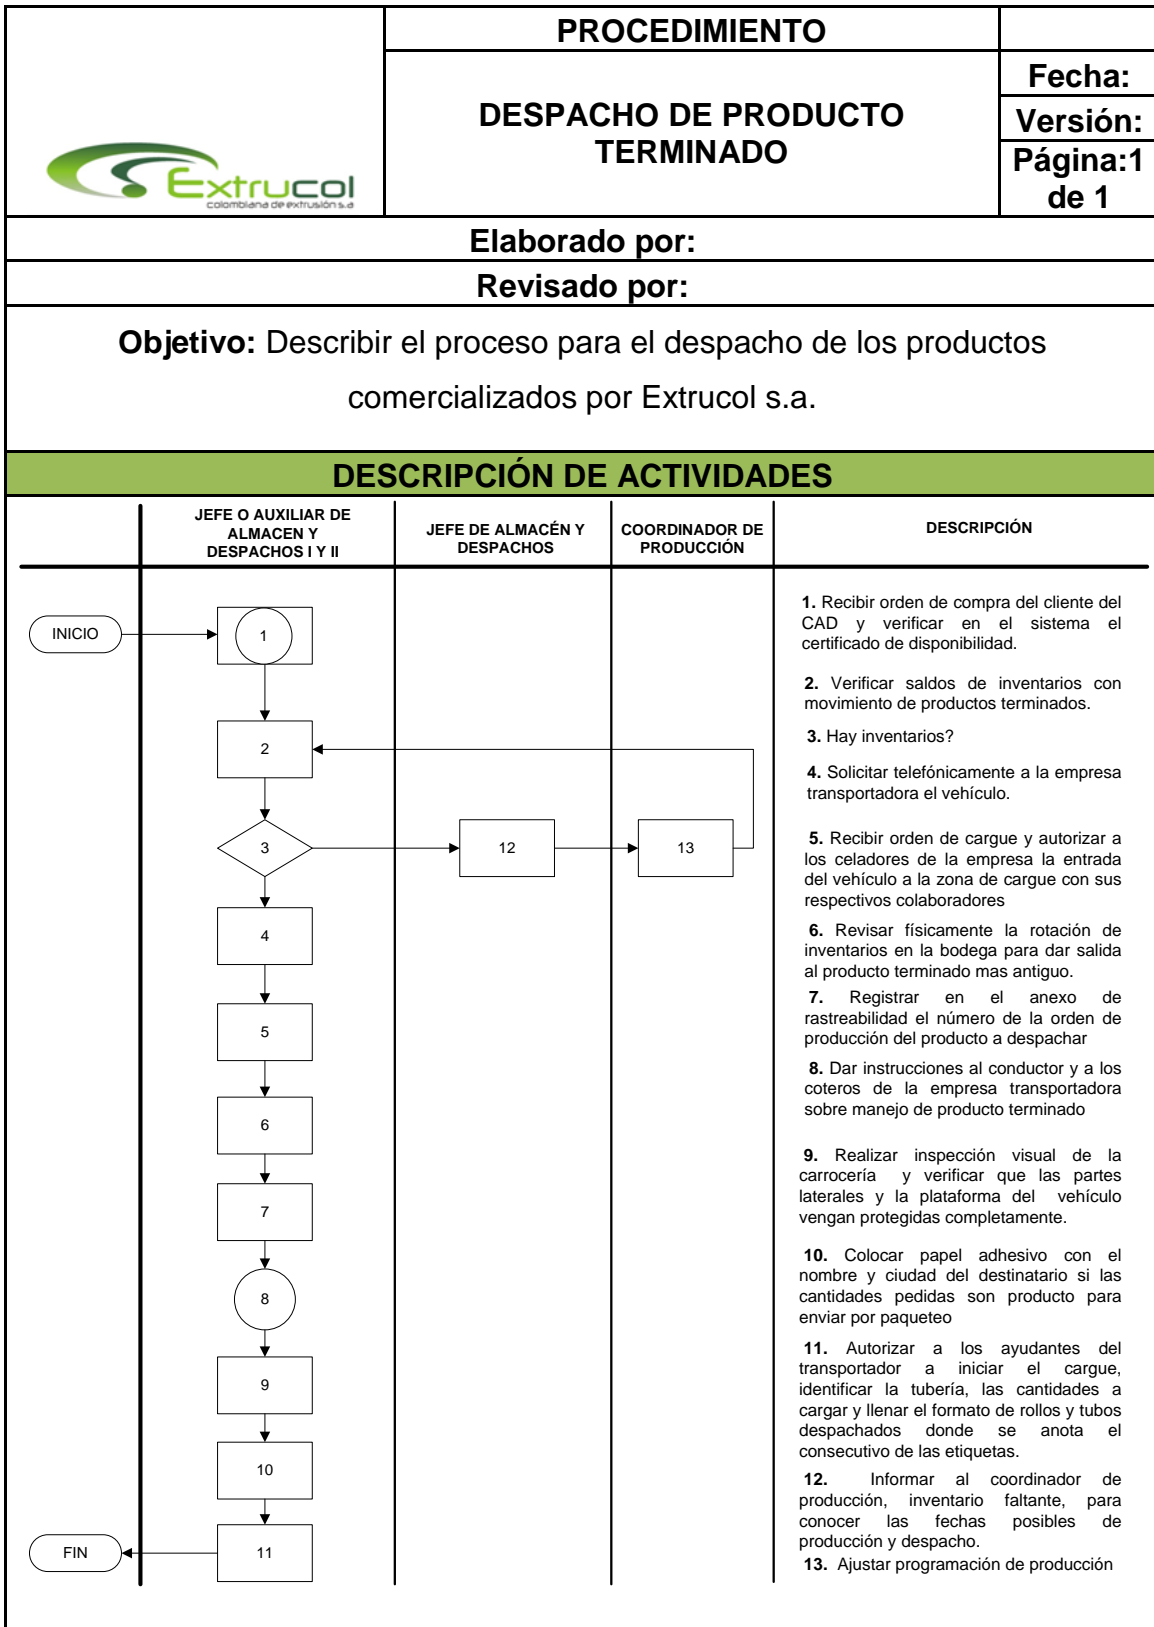 PROCEDIMIENTO
DESPACHO DE PRODUCTO
TERMINADO
Fecha:
Versión:
Página:1
de 1
Extrucol
colombiana de extrusión s.a
Elaborado por:
Revisado por:
Objetivo: Describir el proceso para el despacho de los productos
comercializados por Extrucol s.a.
DESCRIPCIÓN DE ACTIVIDADES
JEFE O AUXILIAR DE
ALMACEN Y
DESPACHOS I Y II
JEFE DE ALMACÉN Y
DESPACHOS
COORDINADOR DE
PRODUCCIÓN
DESCRIPCIÓN
INICIO
1
2
3
12
13
4
5
6
7
8
9
10
11
FIN
1. Recibir orden de compra del cliente del
CAD y verificar en el sistema el
certificado de disponibilidad.
2. Verificar saldos de inventarios con
movimiento de productos terminados.
3. Hay inventarios?
4. Solicitar telefónicamente a la empresa
transportadora el vehículo.
5. Recibir orden de cargue y autorizar a
los celadores de la empresa la entrada
del vehículo a la zona de cargue con sus
respectivos colaboradores
6. Revisar físicamente la rotación de
inventarios en la bodega para dar salida
al producto terminado mas antiguo.
7. Registrar en el anexo de
rastreabilidad el número de la orden de
producción del producto a despachar
8. Dar instrucciones al conductor y a los
coteros de la empresa transportadora
sobre manejo de producto terminado
9. Realizar inspección visual de la
carrocería y verificar que las partes
laterales y la plataforma del vehículo
vengan protegidas completamente.
10. Colocar papel adhesivo con el
nombre y ciudad del destinatario si las
cantidades pedidas son producto para
enviar por paqueteo
11. Autorizar a los ayudantes del
transportador a iniciar el cargue,
identificar la tubería, las cantidades a
cargar y llenar el formato de rollos y tubos
despachados donde se anota el
consecutivo de las etiquetas.
12. Informar al coordinador de
producción, inventario faltante, para
conocer las fechas posibles de
producción y despacho.
13. Ajustar programación de producción